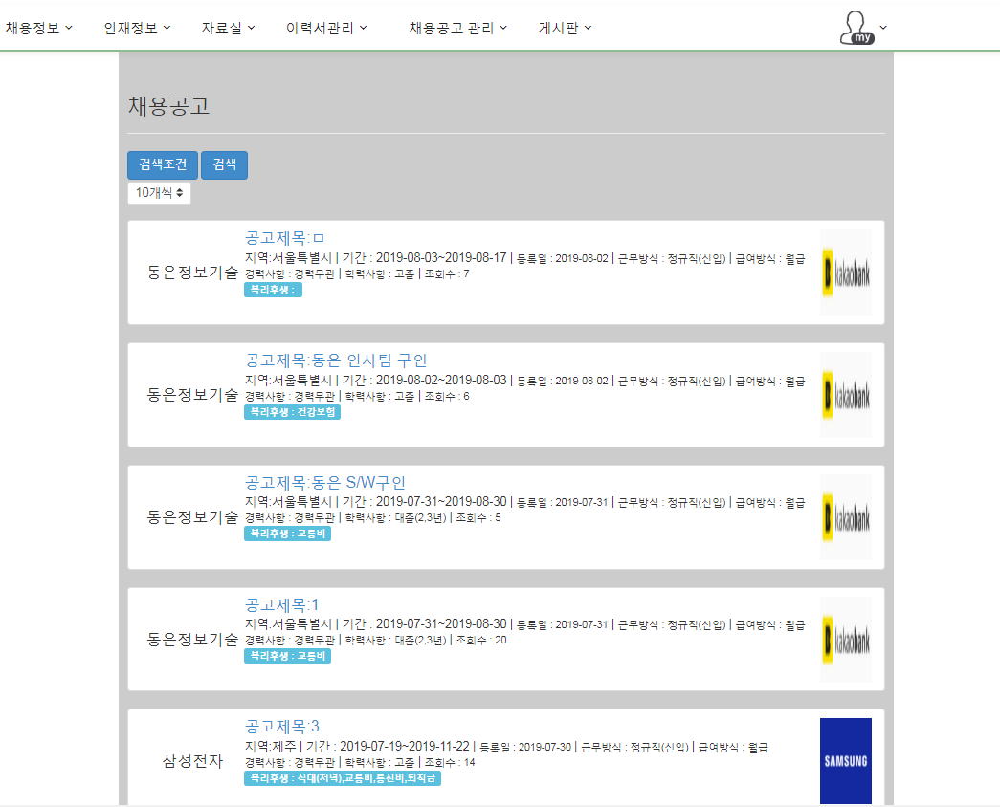 채용정보 인재정보 자료실 이력서관리 채용공고 관리 게시판 my
채용공고
검색조건 검색
10개씩
공고제목:ㅁ
지역:서울특별시 | 기간 : 2019-08-03~2019-08-17 | 등록일 : 2019-08-02 | 근무방식 : 정규직(신입) | 급여방식 : 월급
동은정보기술
경력사항 : 경력무관 | 학력사항 : 고졸 | 조회수 : 7
복리후생 :
kakaobank
공고제목:동은 인사팀 구인
지역:서울특별시 | 기간 : 2019-08-02~2019-08-03 | 등록일 : 2019-08-02 | 근무방식 : 정규직(신입) | 급여방식 : 월급
동은정보기술
경력사항 : 경력무관 | 학력사항 : 고졸 | 조회수 : 6
복리후생 : 건강보험
kakaobank
공고제목:동은 S/W구인
지역:서울특별시 | 기간 : 2019-07-31~2019-08-30 | 등록일 : 2019-07-31 | 근무방식 : 정규직(신입) | 급여방식 : 월급
동은정보기술
경력사항 : 경력무관 | 학력사항 : 대졸(2,3년) | 조회수 : 5
복리후생 : 교통비
kakaobank
공고제목:1
지역:서울특별시 | 기간 : 2019-07-31~2019-08-30 | 등록일 : 2019-07-31 | 근무방식 : 정규직(신입) | 급여방식 : 월급
동은정보기술
경력사항 : 경력무관 | 학력사항 : 대졸(2,3년) | 조회수 : 20
복리후생 : 교통비
kakaobank
공고제목:3
지역:제주 | 기간 : 2019-07-19~2019-11-22 | 등록일 : 2019-07-30 | 근무방식 : 정규직(신입) | 급여방식 : 월급
삼성전자
경력사항 : 경력무관 | 학력사항 : 고졸 | 조회수 : 14
복리후생 : 식대(저녁),교통비,통신비,퇴직금
SAMSUNG